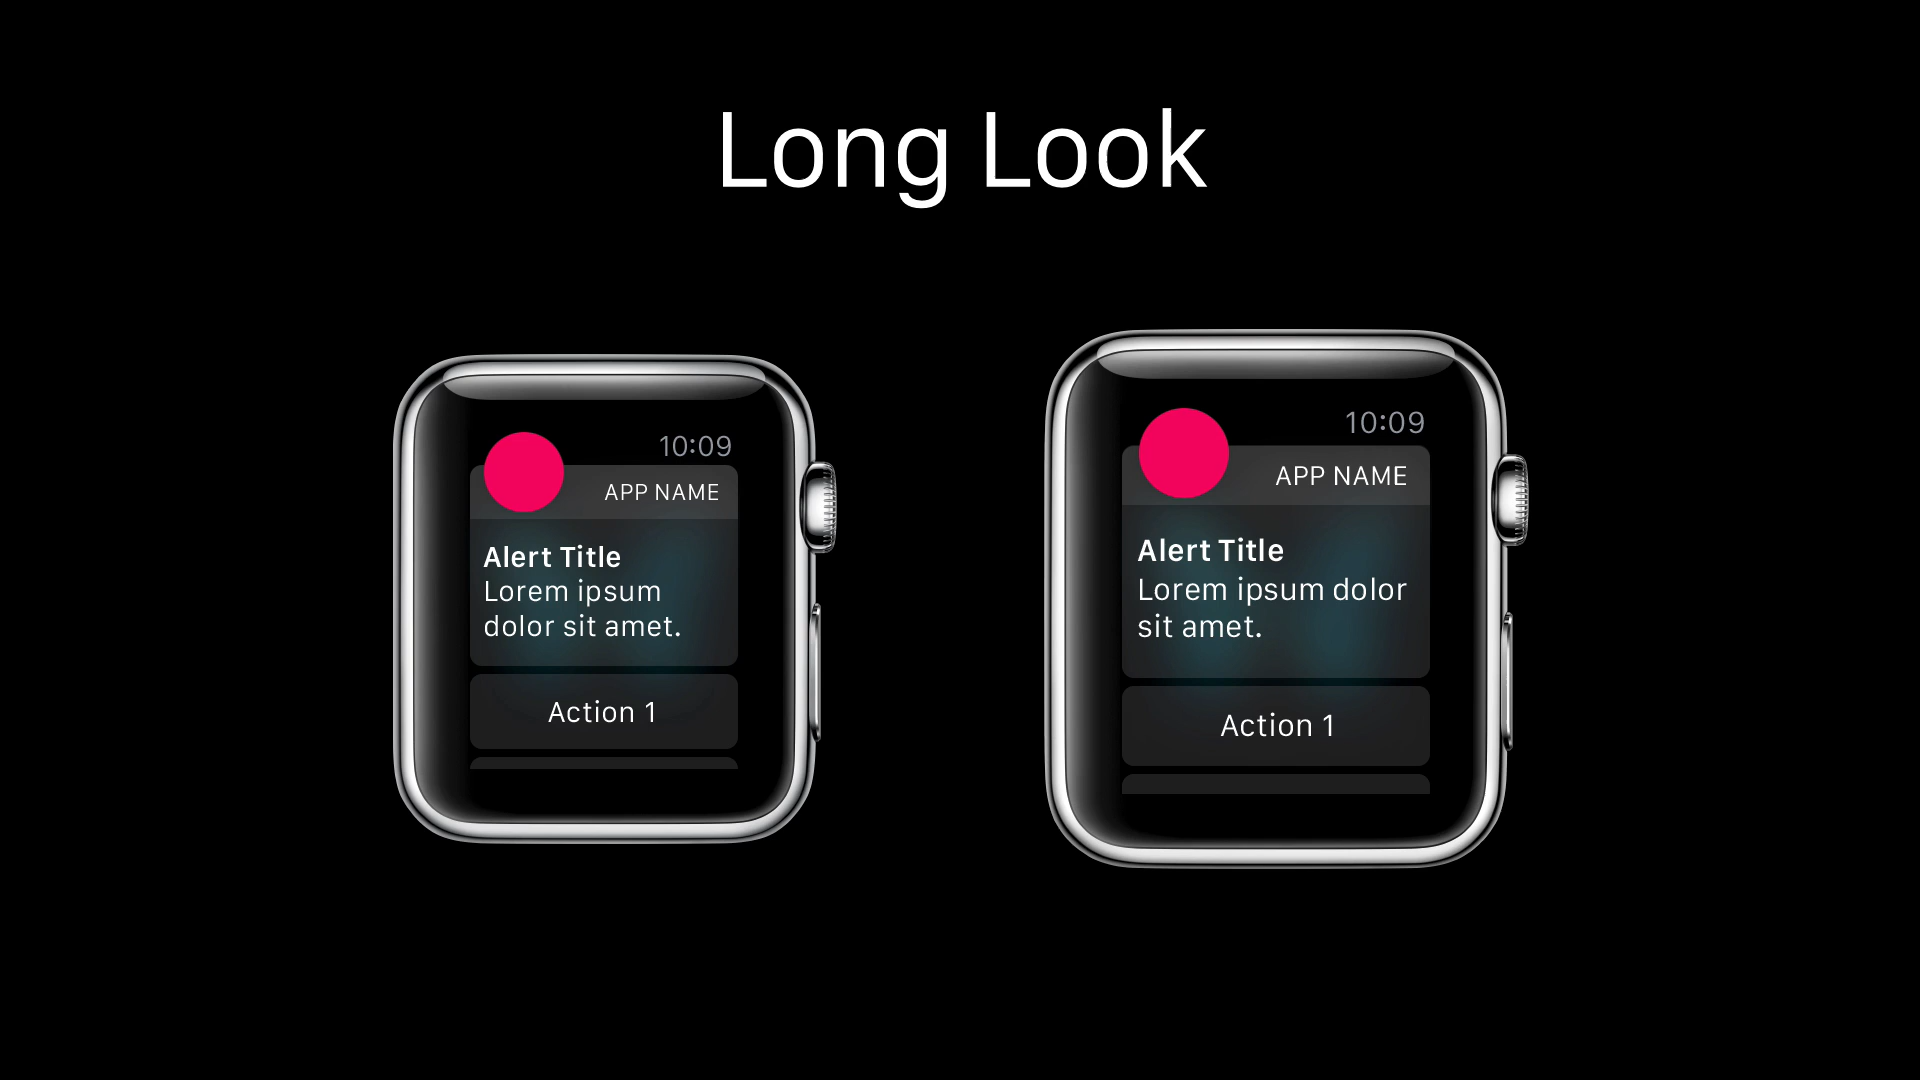 Long Look
10:09
APP NAME
Alert Title
Lorem ipsum
dolor sit amet.
Action 1
10:09
APP NAME
Alert Title
Lorem ipsum dolor
sit amet.
Action 1